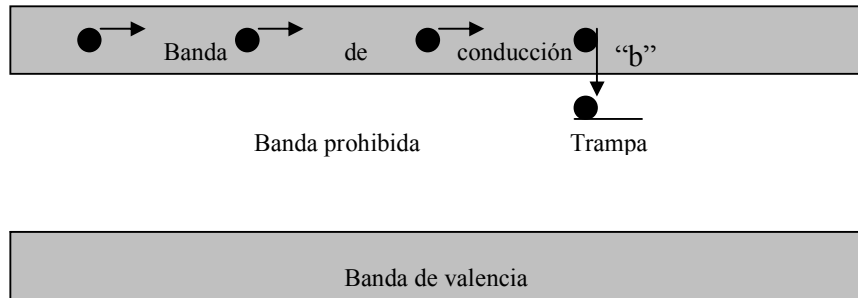 Banda de conducción “b”
Banda prohibida Trampa
Banda de valencia